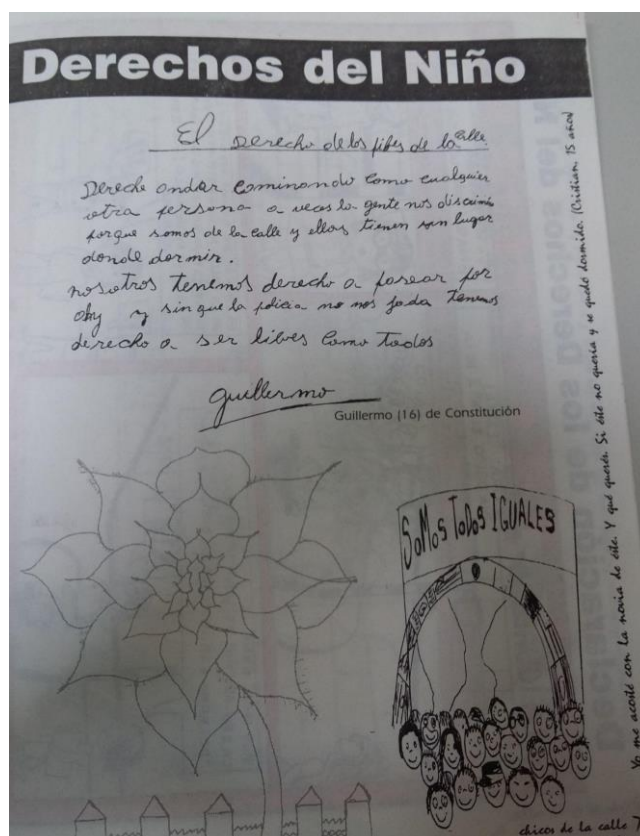 Derechos del Niño
El Derecho de los pibes de la calle
Derecho andar caminando como cualquier
otra persona a veces la gente nos discrimi
porque somos de la calle y ellos tienen un lugar
donde dormir.
nosotros tenemos derecho a pasear por
ahy y sin que la policia no nos joda tenemos
derecho a ser libres como todos
Guillermo
Guillermo (16) de Constitución
SOMOS TODOS IGUALES
Yo me acosté con la novia de éste. Y qué querés. Si éste no quería y se quedó dormido. (Cristian, 15 años)
chicos de la calle